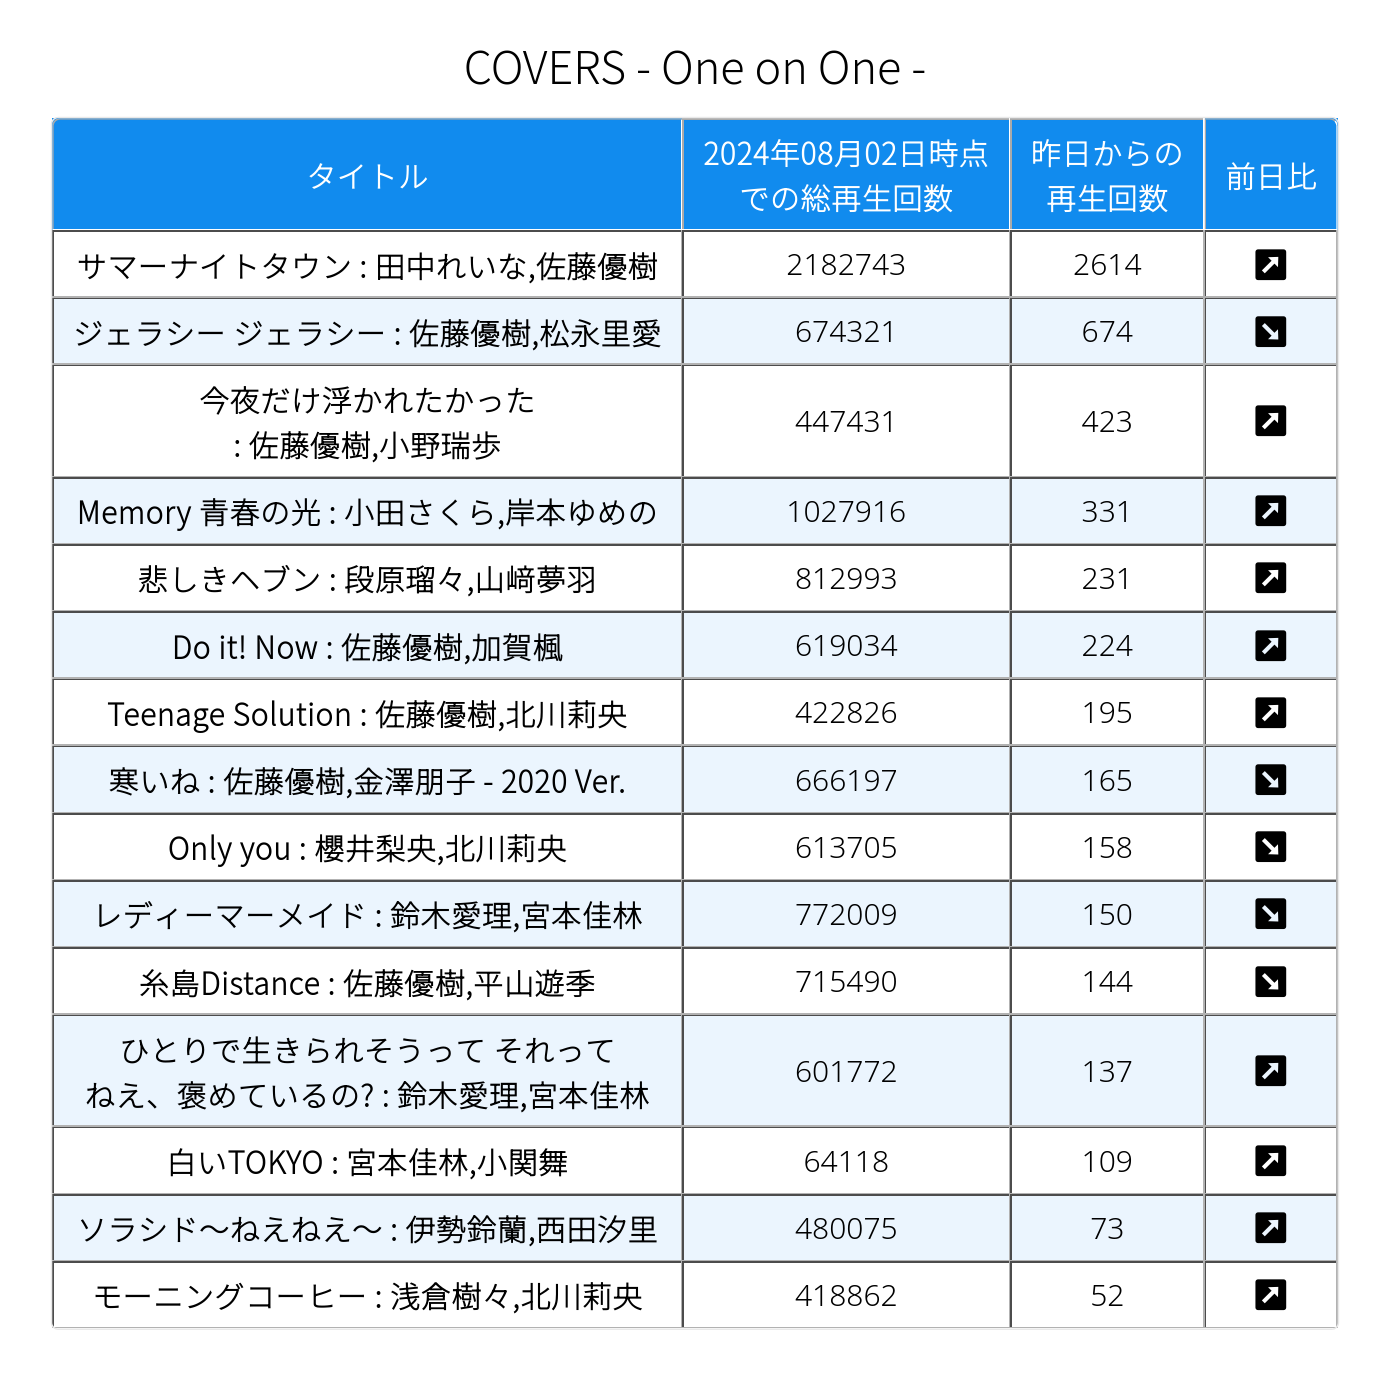 COVERS - One on One -
タイトル
2024年08月02日時点
での総再生回数
昨日からの
再生回数
前日比
サマーナイトタウン : 田中れいな,佐藤優樹
2182743
2614
ジェラシー ジェラシー : 佐藤優樹,松永里愛
674321
674
今夜だけ浮かれたかった
: 佐藤優樹,小野瑞歩
447431
423
Memory 青春の光 : 小田さくら,岸本ゆめの
1027916
331
悲しきヘブン : 段原瑠々,山﨑夢羽
812993
231
Do it! Now : 佐藤優樹,加賀楓
619034
224
Teenage Solution : 佐藤優樹,北川莉央
422826
195
寒いね : 佐藤優樹,金澤朋子 - 2020 Ver.
666197
165
Only you : 櫻井梨央,北川莉央
613705
158
レディーマーメイド : 鈴木愛理,宮本佳林
772009
150
糸島Distance : 佐藤優樹,平山遊季
715490
144
ひとりで生きられそうって それって
ねえ、褒めているの? : 鈴木愛理,宮本佳林
601772
137
白いTOKYO : 宮本佳林,小関舞
64118
109
ソラシド〜ねえねえ〜 : 伊勢鈴蘭,西田汐里
480075
73
モーニングコーヒー : 浅倉樹々,北川莉央
418862
52